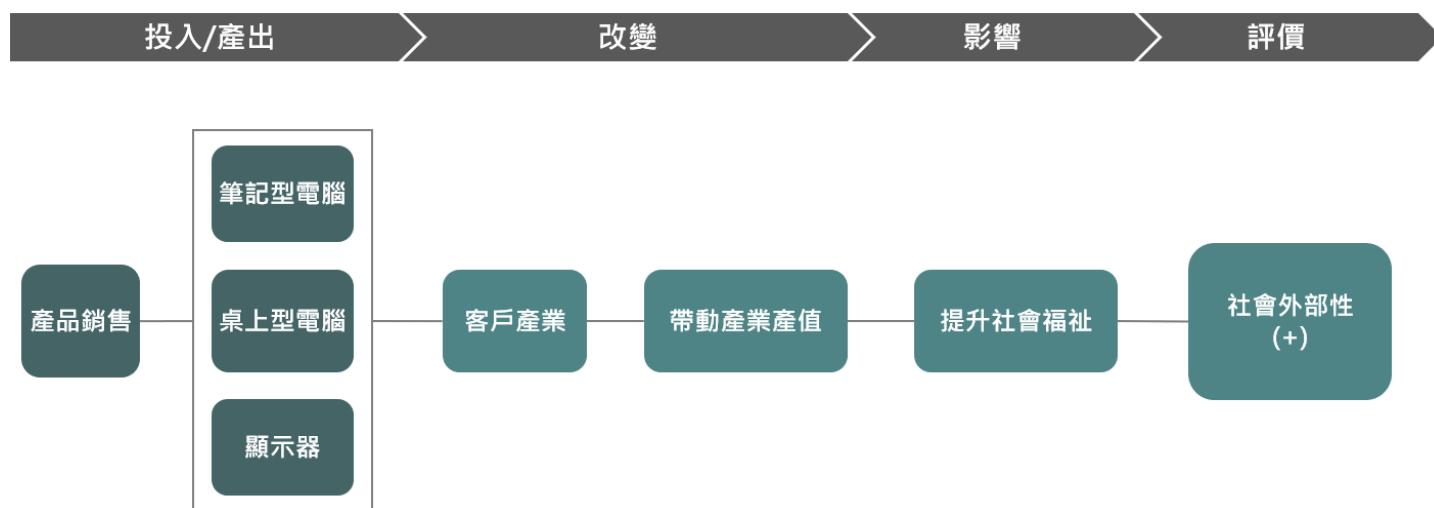 投入/產出
改變
影響
評價
筆記型電腦
產品銷售
桌上型電腦
客戶產業
帶動產業產值
提升社會福祉
社會外部性
(+)
顯示器